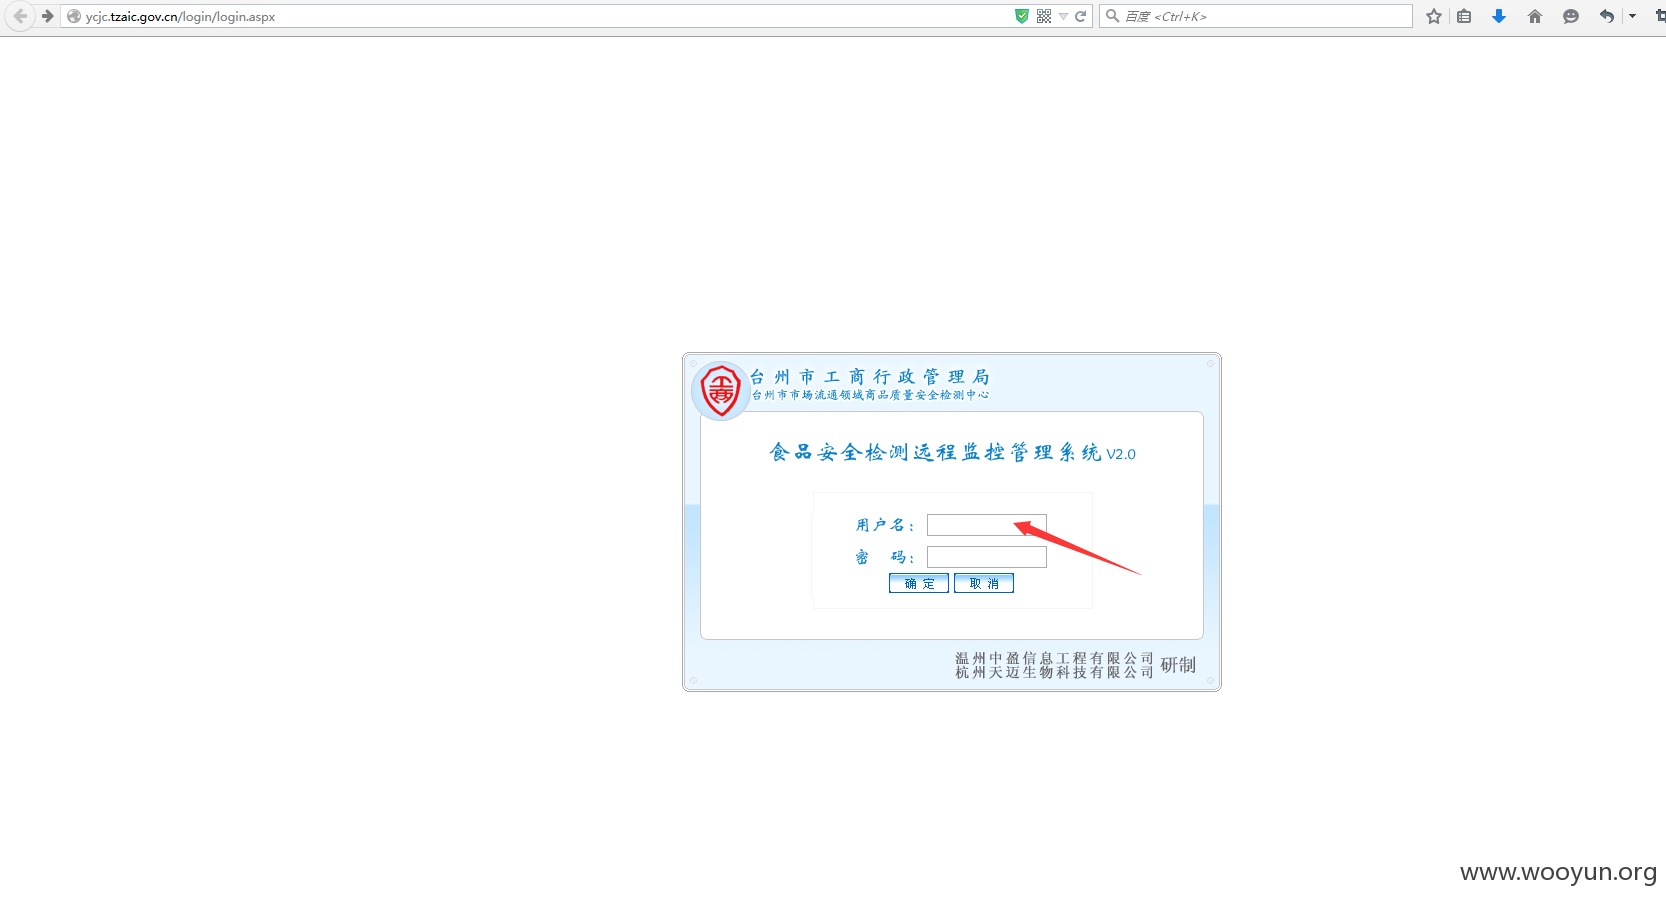 ycjc.tzaic.gov.cn/login/login.aspx
百度 <Ctrl+K>
台州市工商行政管理局
台州市市场流通领域商品质量安全检测中心
食品安全检测远程监控管理系统 V2.0
用户名：
密 码：
确 定 取 消
温州中盈信息工程有限公司
杭州天迈生物科技有限公司 研制
www.wooyun.org